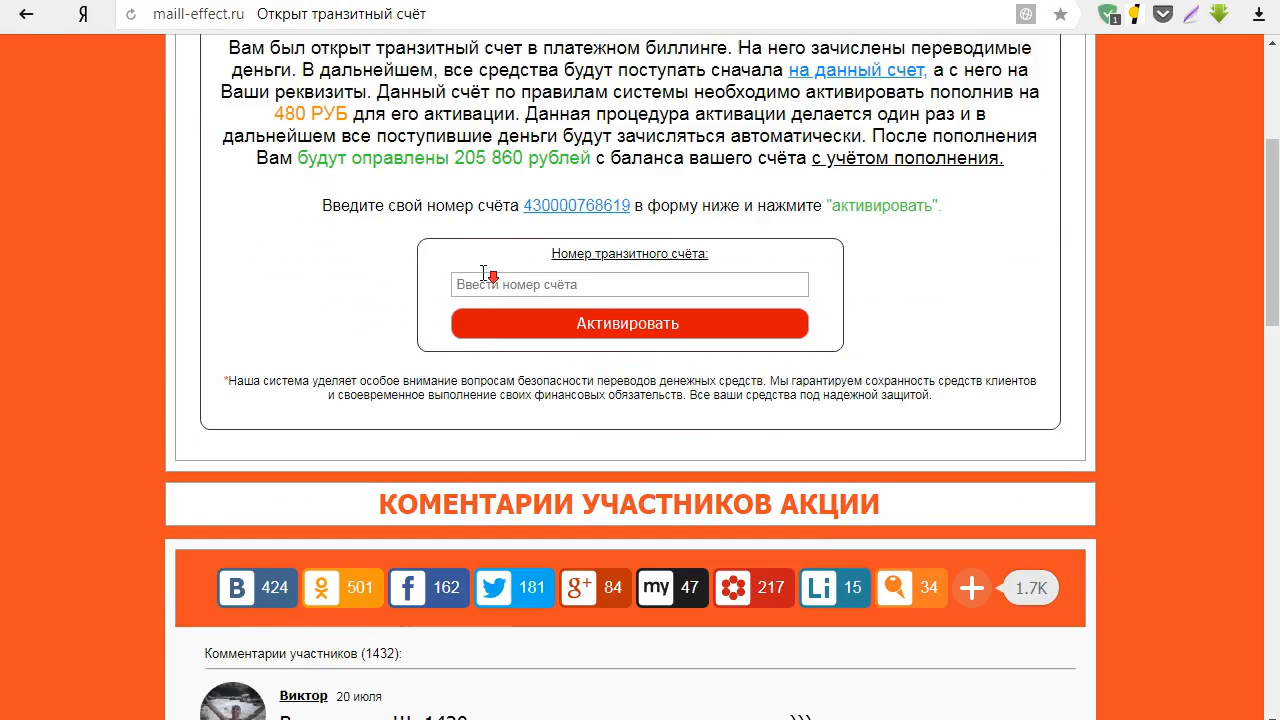 maill-effect.ru Открыт транзитный счёт
1
Вам был открыт транзитный счет в платежном биллинге. На него зачислены переводимые
деньги. В дальнейшем, все средства будут поступать сначала на данный счет, а с него на
Ваши реквизиты. Данный счёт по правилам системы необходимо активировать пополнив на
480 РУБ для его активации. Данная процедура активации делается один раз и в
дальнейшем все поступившие деньги будут зачисляться автоматически. После пополнения
Вам будут оправлены 205 860 рублей с баланса вашего счёта с учётом пополнения.
Введите свой номер счёта 430000768619 в форму ниже и нажмите "активировать".
Номер транзитного счёта:
Ввести номер счёта
Активировать
*Наша система уделяет особое внимание вопросам безопасности переводов денежных средств. Мы гарантируем сохранность средств клиентов
и своевременное выполнение своих финансовых обязательств. Все ваши средства под надежной защитой.
КОМЕНТАРИИ УЧАСТНИКОВ АКЦИИ
424 501 162 181 84 my 47 217 Li 15 34 1.7K
Комментарии участников (1432):
Виктор 20 июля